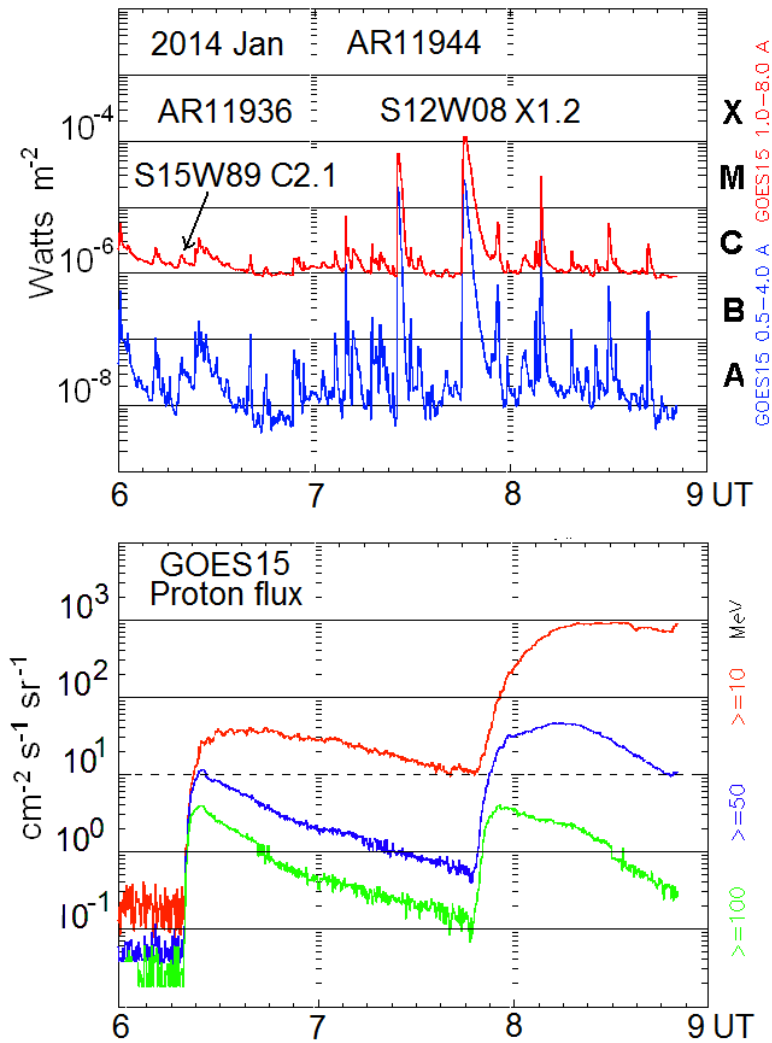 2014 Jan AR11944
AR11936 S12W08 X1.2
S15W89 C2.1
10⁻⁴
10⁻⁶
10⁻⁸
Watts m⁻²
X
M
C
B
A
GOES15 1.0-8.0 A
GOES15 0.5-4.0 A
6 7 8 9 UT
GOES15
Proton flux
10³
10²
10¹
10⁰
10⁻¹
cm⁻² s⁻¹ sr⁻¹
MeV
>=10
>=50
>=100
6 7 8 9 UT